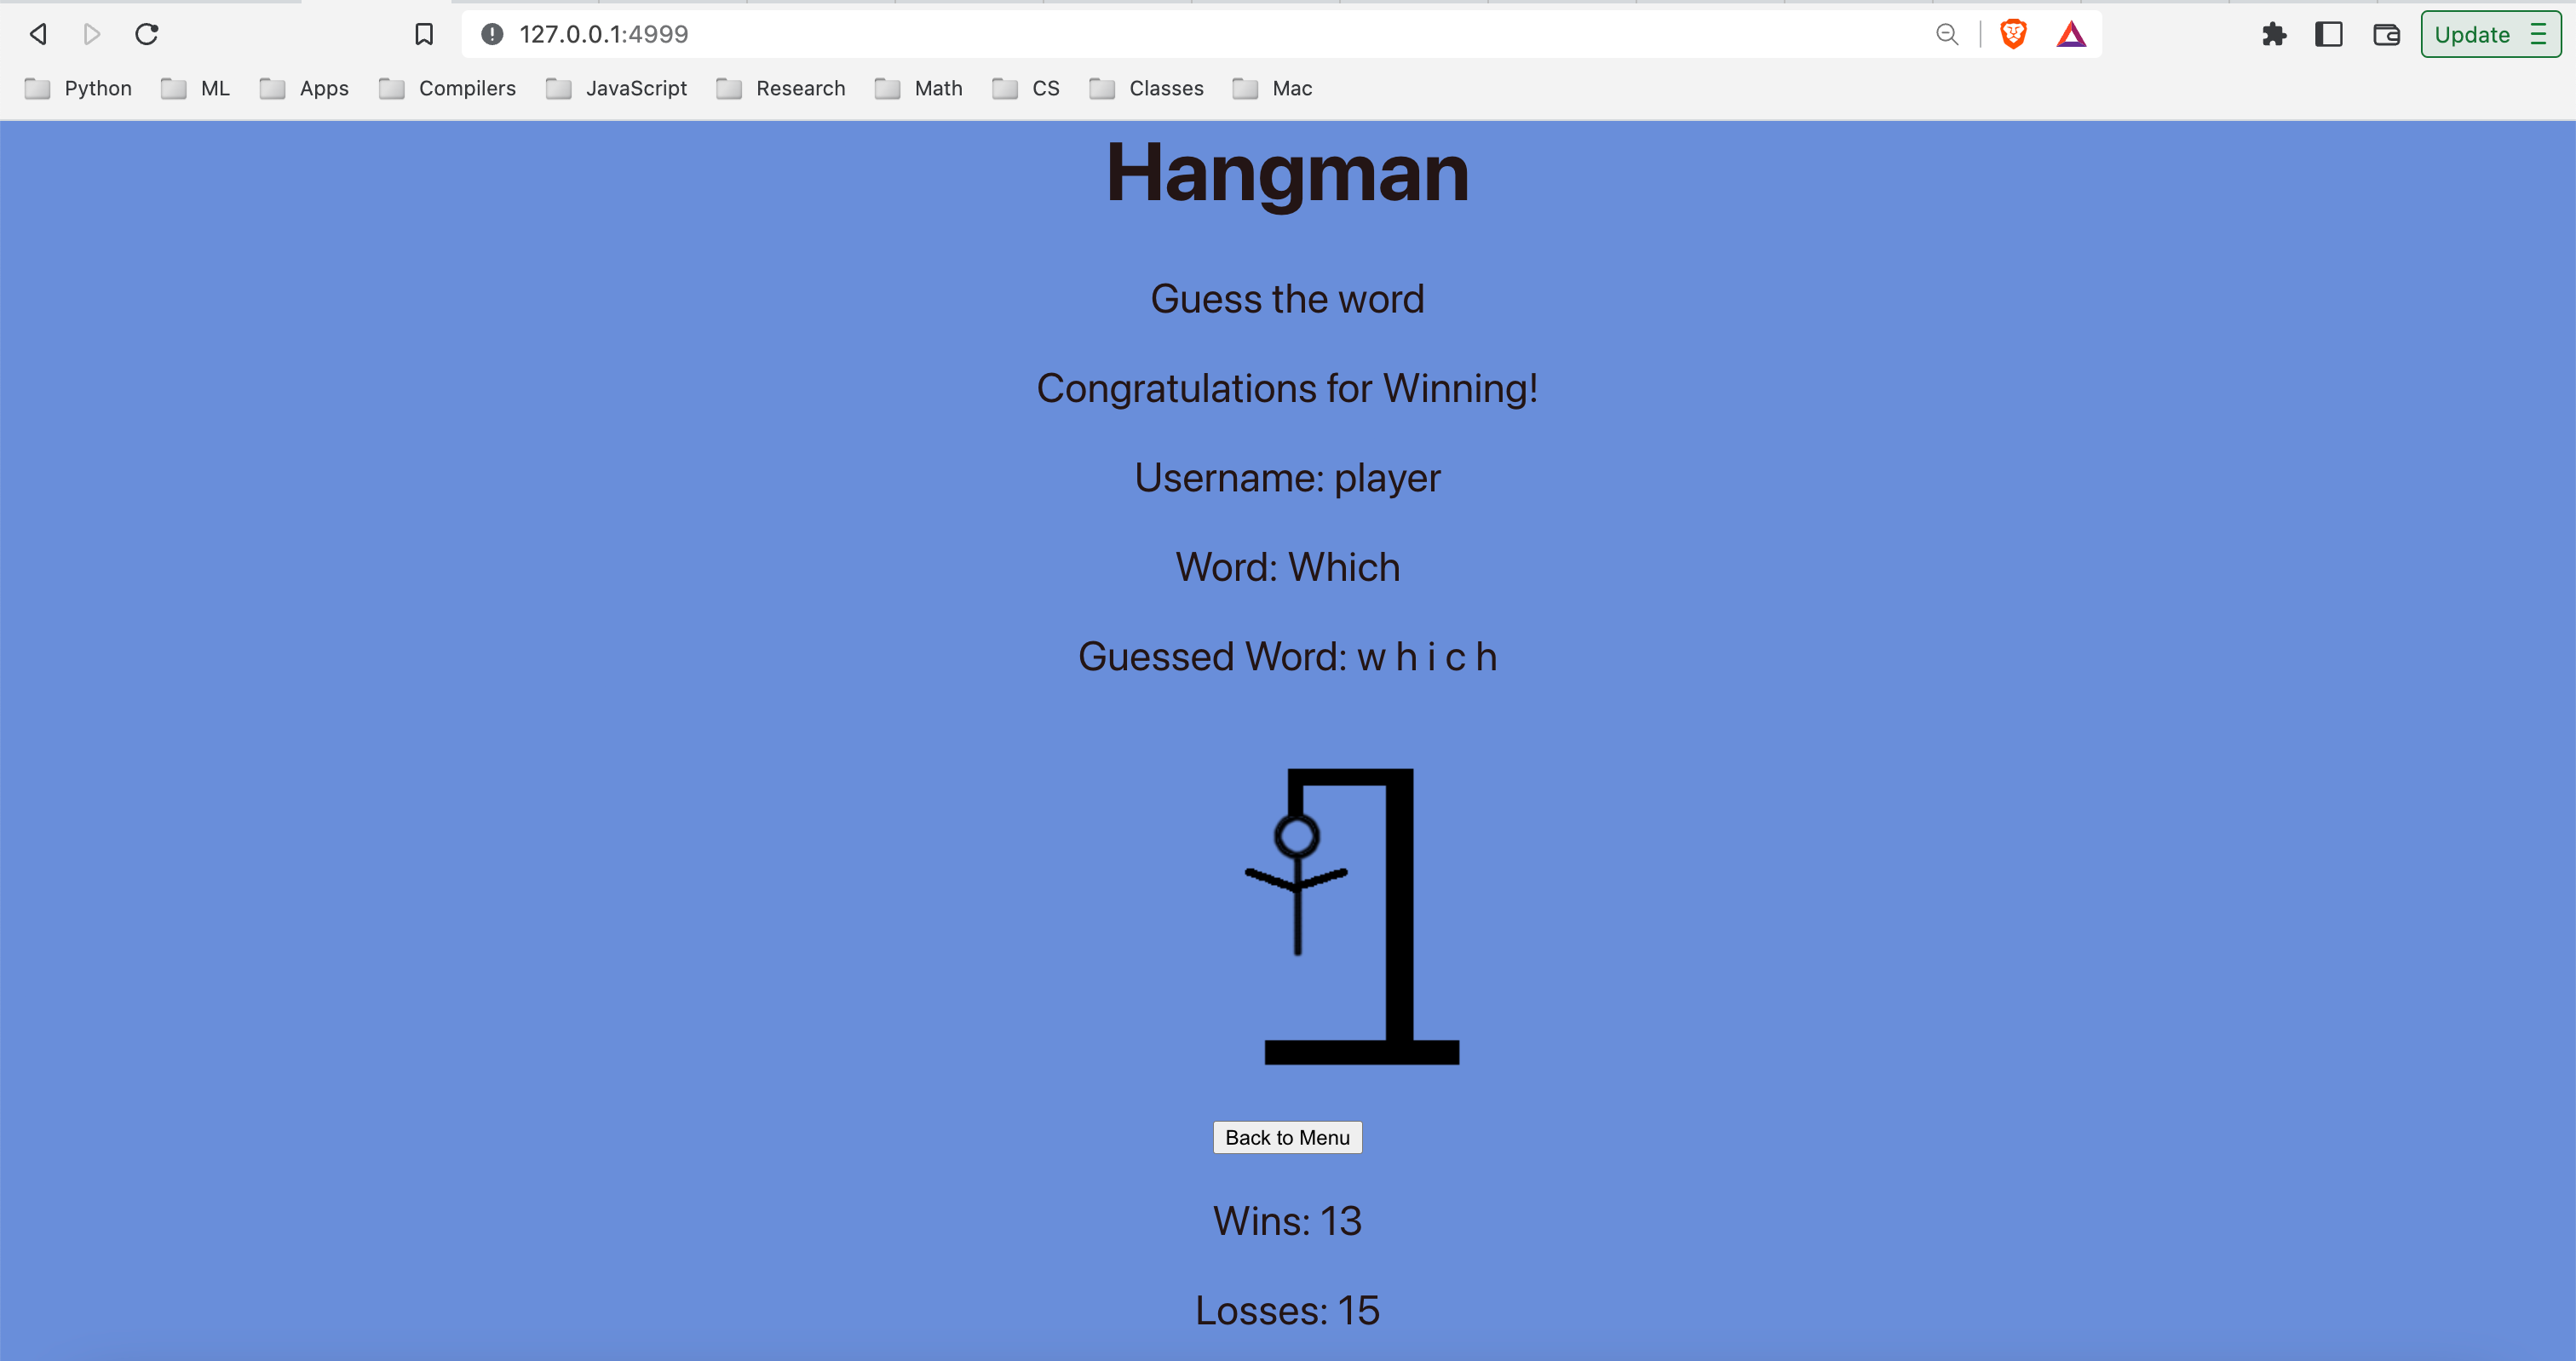 127.0.0.1:4999
Update
Python ML Apps Compilers JavaScript Research Math CS Classes Mac
Hangman
Guess the word
Congratulations for Winning!
Username: player
Word: Which
Guessed Word: w h i c h
Back to Menu
Wins: 13
Losses: 15